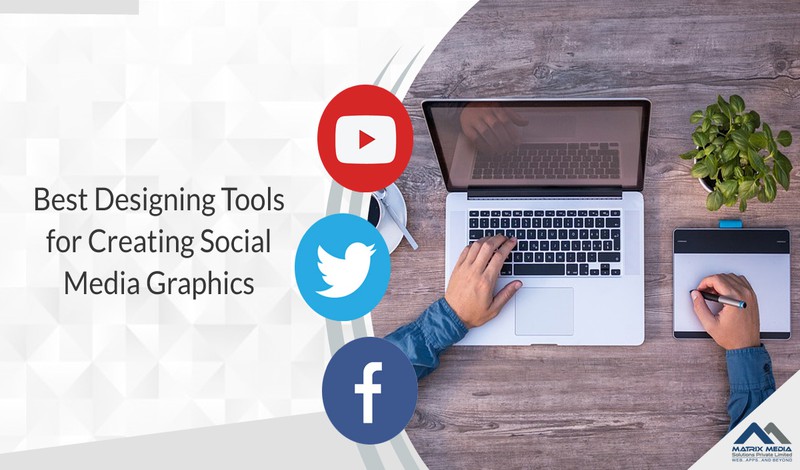 Best Designing Tools
for Creating Social
Media Graphics
f
MATRIX MEDIA
Solutions Private Limited
WEB, APPS, AND BEYOND